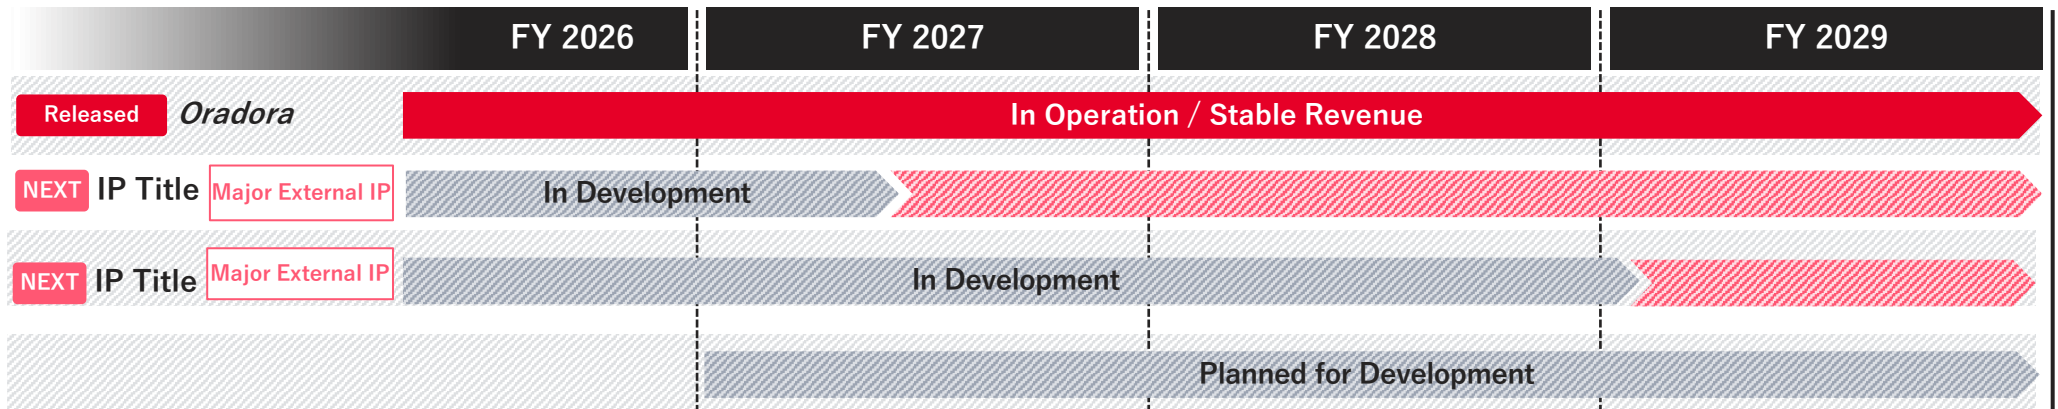 FY 2026 FY 2027 FY 2028 FY 2029
Released Oradora In Operation / Stable Revenue
NEXT IP Title Major External IP In Development
NEXT IP Title Major External IP In Development
Planned for Development